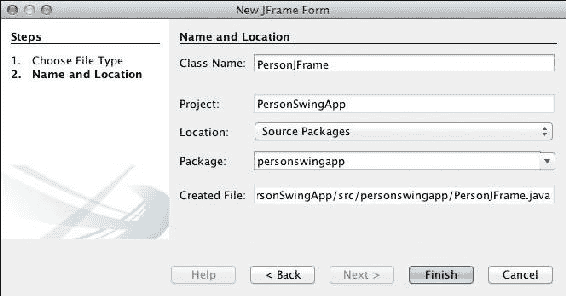 New JFrame Form
Steps
1. Choose File Type
2. Name and Location
Name and Location
Class Name: PersonJFrame
Project: PersonSwingApp
Location: Source Packages
Package: personswingapp
Created File: rsonSwingApp/src/personswingapp/PersonJFrame.java
Help < Back Next > Finish Cancel